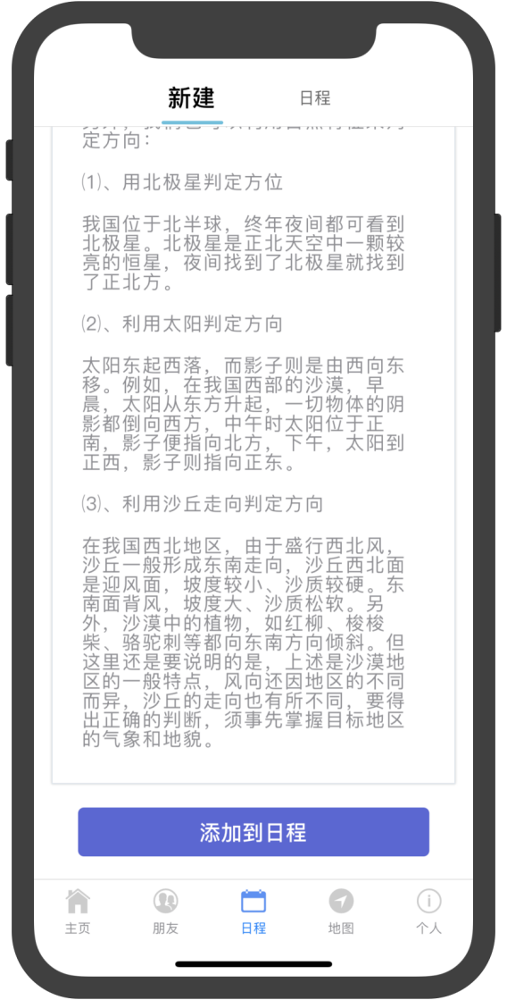 新建
日程
定方向：
⑴、用北极星判定方位
我国位于北半球，终年夜间都可看到
北极星。北极星是正北天空中一颗较
亮的恒星，夜间找到了北极星就找到
了正北方。
⑵、利用太阳判定方向
太阳东起西落，而影子则是由西向东
移。例如，在我国西部的沙漠，早
晨，太阳从东方升起，一切物体的阴
影都倒向西方，中午时太阳位于正
南，影子便指向北方，下午，太阳到
正西，影子则指向正东。
⑶、利用沙丘走向判定方向
在我国西北地区，由于盛行西北风，
沙丘一般形成东南走向，沙丘西北面
是迎风面，坡度较小、沙质较硬。东
南面背风，坡度大、沙质松软。另
外，沙漠中的植物，如红柳、梭梭
柴、骆驼刺等都向东南方向倾斜。但
这里还是要说明的是，上述是沙漠地
区的一般特点，风向还因地区的不同
而异，沙丘的走向也有所不同，要得
出正确的判断，须事先掌握目标地区
的气象和地貌。
添加到日程
主页
朋友
日程
地图
个人